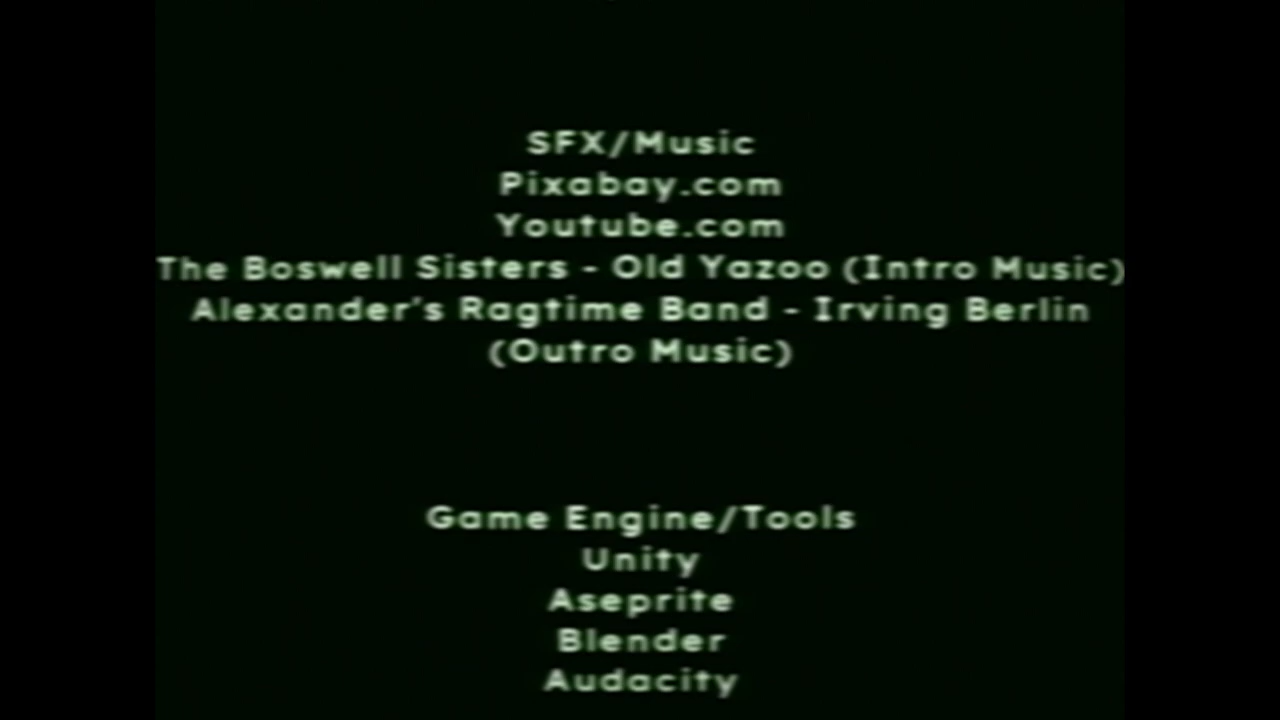 SFX/Music
Pixabay.com
Youtube.com
The Boswell Sisters - Old Yazoo (Intro Music)
Alexander's Ragtime Band - Irving Berlin
(Outro Music)
Game Engine/Tools
Unity
Aseprite
Blender
Audacity